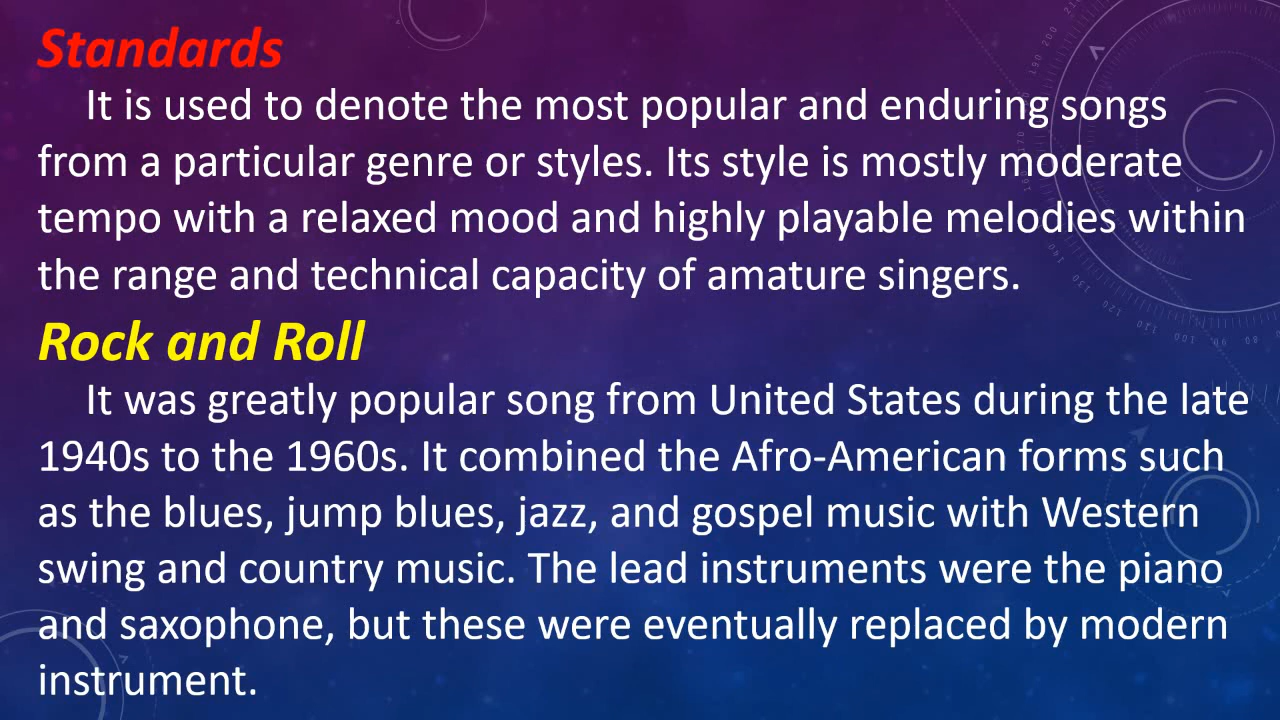 Standards
It is used to denote the most popular and enduring songs
from a particular genre or styles. Its style is mostly moderate
tempo with a relaxed mood and highly playable melodies within
the range and technical capacity of amature singers.
Rock and Roll
It was greatly popular song from United States during the late
1940s to the 1960s. It combined the Afro-American forms such
as the blues, jump blues, jazz, and gospel music with Western
swing and country music. The lead instruments were the piano
and saxophone, but these were eventually replaced by modern
instrument.